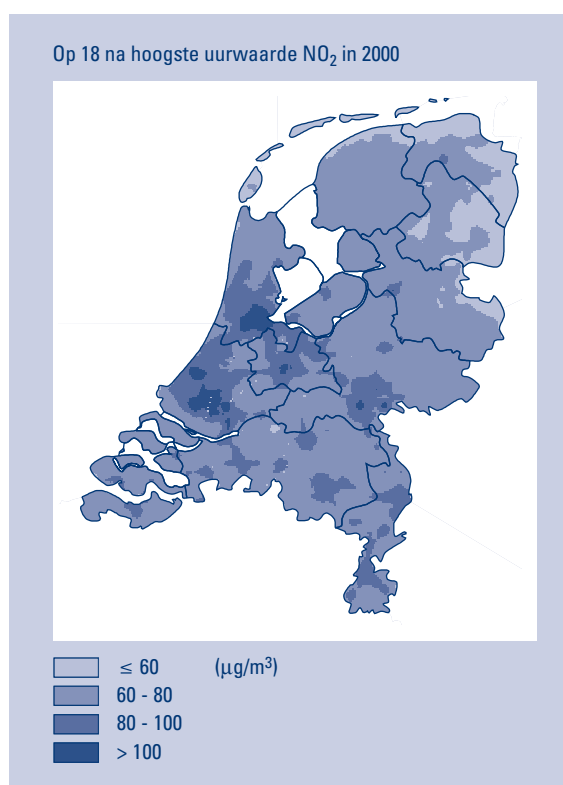 Op 18 na hoogste uurwaarde NO₂ in 2000
≤ 60 (µg/m³)
60 - 80
80 - 100
> 100